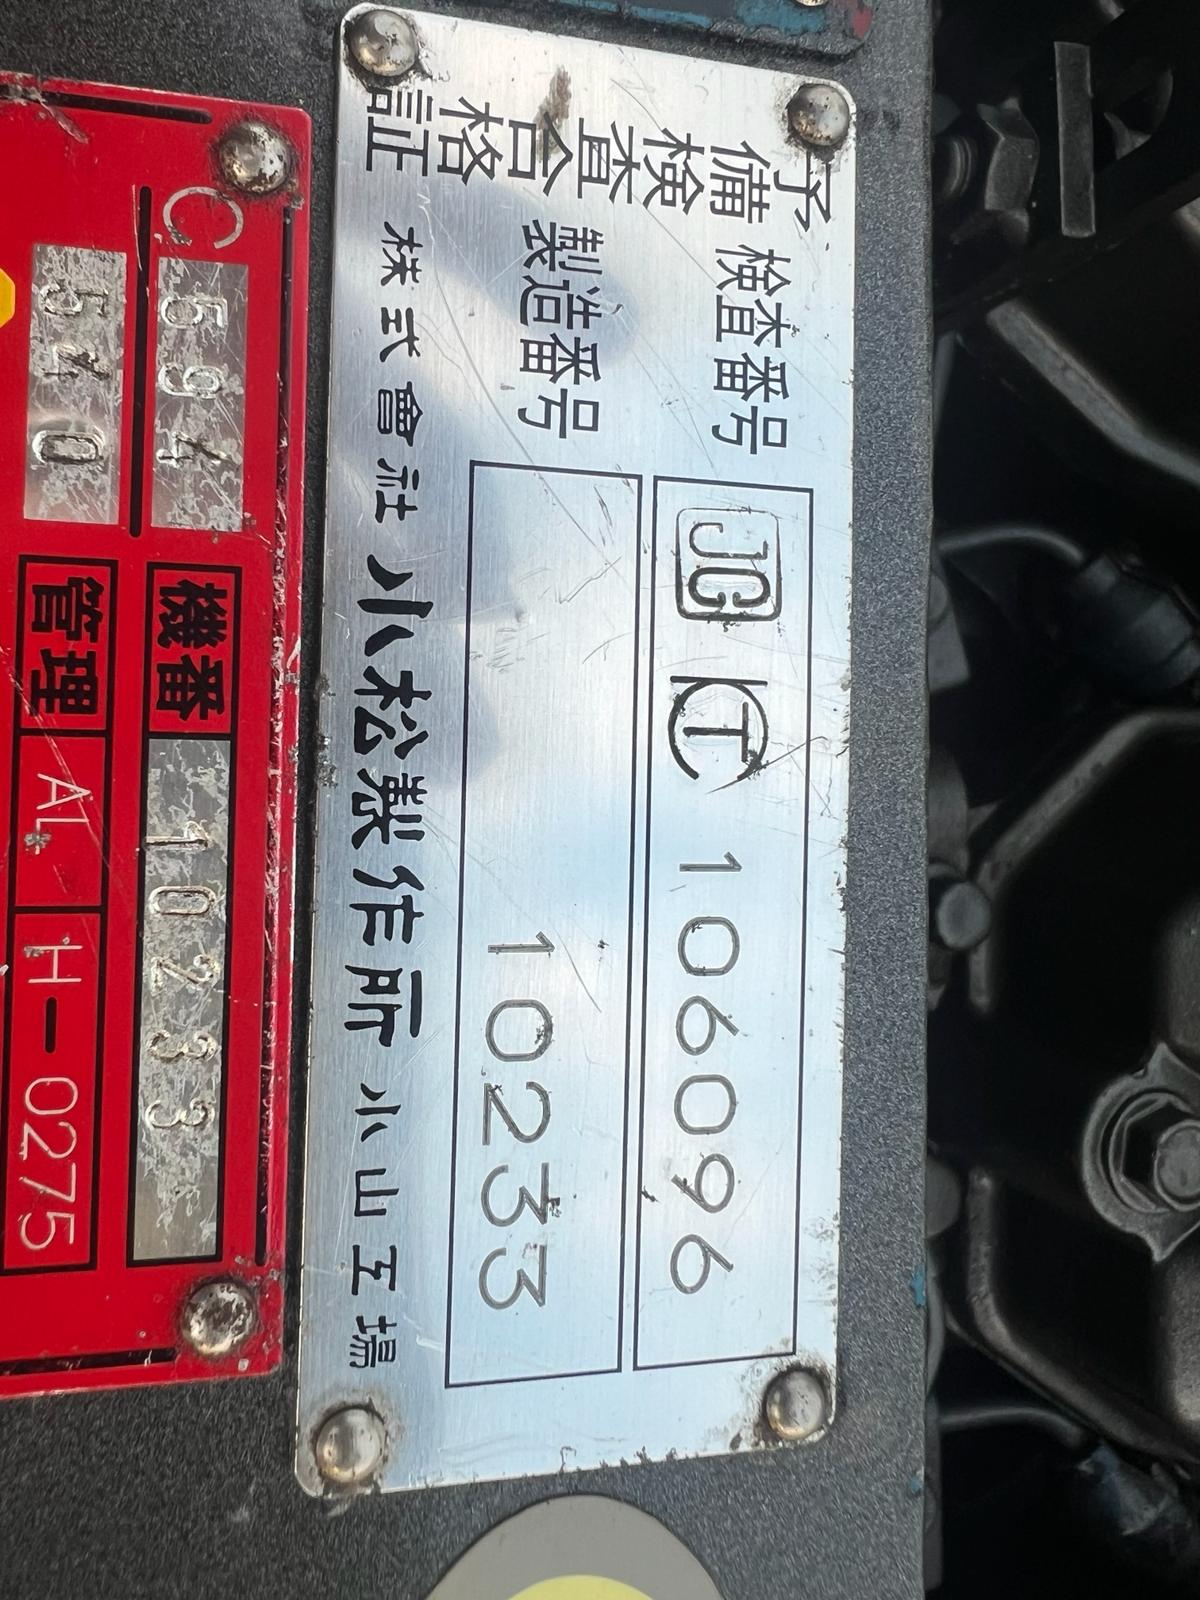 予備検査合格証
検査番号 JCI KT 106096
製造番号 10233
株式會社小松製作所小山工場
C 594
機番 10233
540
管理 AL H-0275